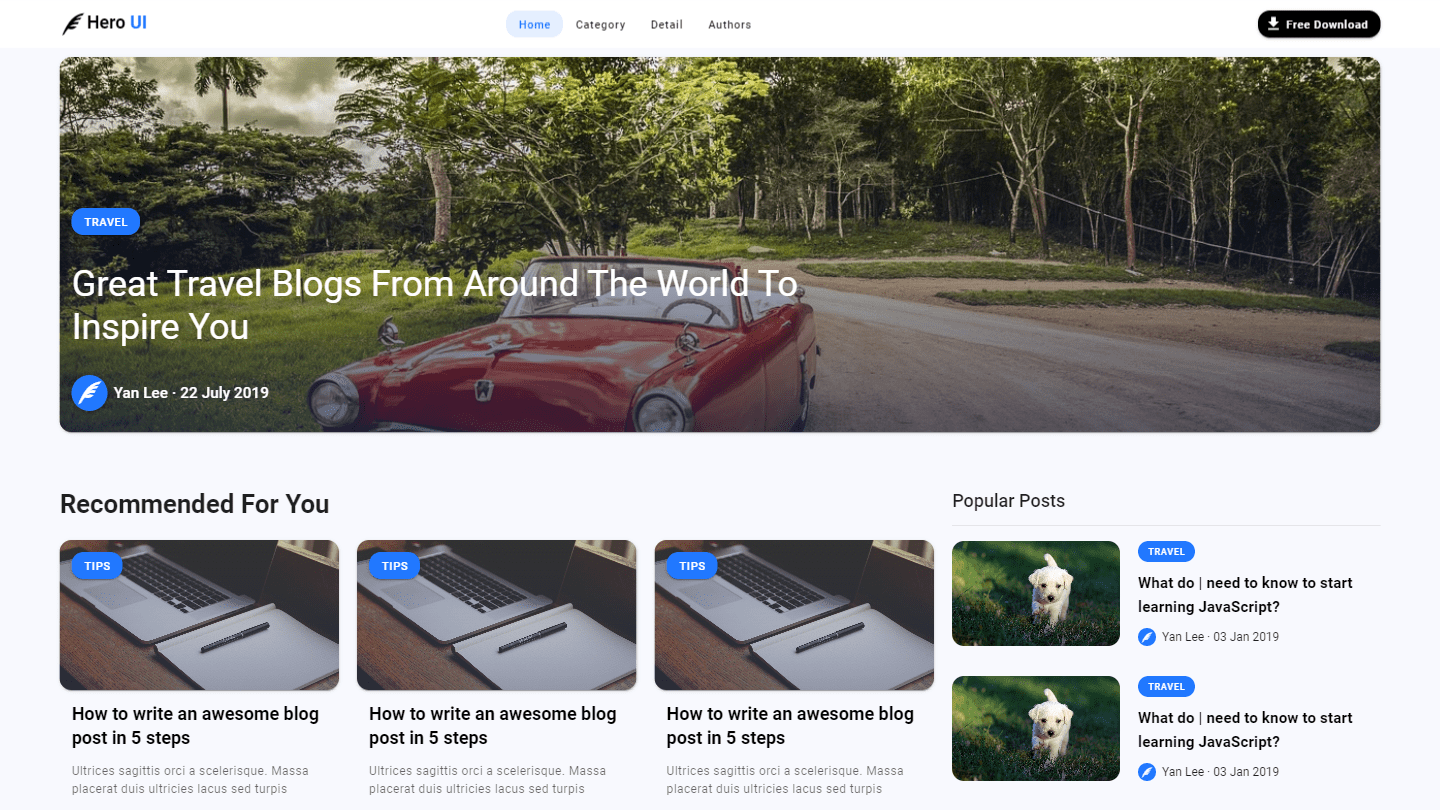 Hero UI
Home
Category
Detail
Authors
Free Download
TRAVEL
Great Travel Blogs From Around The World To
Inspire You
Yan Lee · 22 July 2019
Recommended For You
TIPS
How to write an awesome blog
post in 5 steps
Ultrices sagittis orci a scelerisque. Massa
placerat duis ultricies lacus sed turpis
TIPS
How to write an awesome blog
post in 5 steps
Ultrices sagittis orci a scelerisque. Massa
placerat duis ultricies lacus sed turpis
TIPS
How to write an awesome blog
post in 5 steps
Ultrices sagittis orci a scelerisque. Massa
placerat duis ultricies lacus sed turpis
Popular Posts
TRAVEL
What do | need to know to start
learning JavaScript?
Yan Lee · 03 Jan 2019
TRAVEL
What do | need to know to start
learning JavaScript?
Yan Lee · 03 Jan 2019